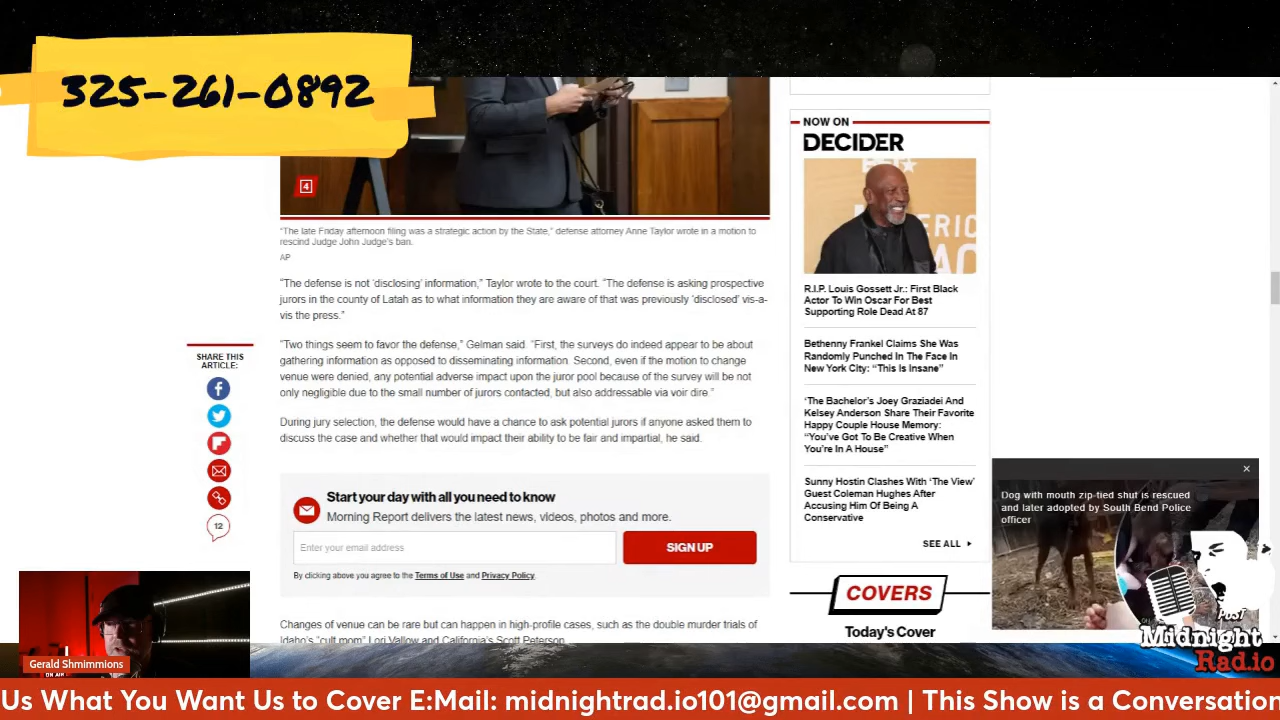 325-261-0892
4
"The late Friday afternoon filing was a strategic action by the State," defense attorney Anne Taylor wrote in a motion to
rescind Judge John Judge's ban.
AP
"The defense is not 'disclosing' information," Taylor wrote to the court. "The defense is asking prospective
jurors in the county of Latah as to what information they are aware of that was previously 'disclosed' vis-a-
vis the press."
"Two things seem to favor the defense," Gelman said. "First, the surveys do indeed appear to be about
gathering information as opposed to disseminating information. Second, even if the motion to change
venue were denied, any potential adverse impact upon the juror pool because of the survey will be not
only negligible due to the small number of jurors contacted, but also addressable via voir dire."
During jury selection, the defense would have a chance to ask potential jurors if anyone asked them to
discuss the case and whether that would impact their ability to be fair and impartial, he said.
SHARE THIS
ARTICLE:
12
Start your day with all you need to know
Morning Report delivers the latest news, videos, photos and more.
Enter your email address
SIGN UP
By clicking above you agree to the Terms of Use and Privacy Policy.
Changes of venue can be rare but can happen in high-profile cases, such as the double murder trials of
Idaho's "cult mom" Lori Vallow and California's Scott Peterson.
NOW ON
DECIDER
R.I.P. Louis Gossett Jr.: First Black
Actor To Win Oscar For Best
Supporting Role Dead At 87
Bethenny Frankel Claims She Was
Randomly Punched In The Face In
New York City: "This Is Insane"
'The Bachelor's Joey Graziadei And
Kelsey Anderson Share Their Favorite
Happy Couple House Memory:
"You've Got To Be Creative When
You're In A House"
Sunny Hostin Clashes With 'The View'
Guest Coleman Hughes After
Accusing Him Of Being A
Conservative
SEE ALL
COVERS
Today's Cover
Dog with mouth zip-tied shut is rescued
and later adopted by South Bend Police
officer
POST
Midnight
Rad.io
Gerald Shmimmions
ON AIR
Us What You Want Us to Cover E:Mail: midnightrad.io101@gmail.com | This Show is a Conversation